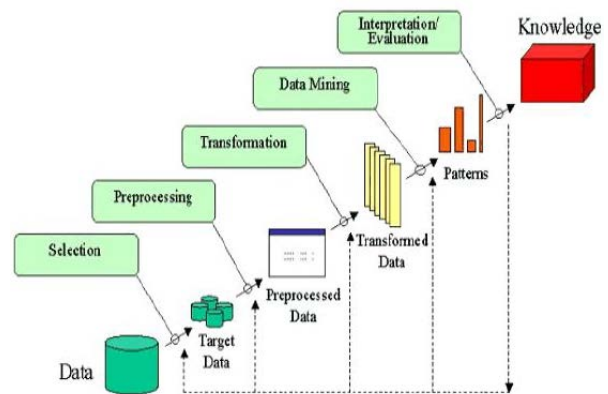 Knowledge
Interpretation/
Evaluation
Data Mining
Patterns
Transformation
Transformed
Data
Preprocessing
Preprocessed
Data
Selection
Target
Data
Data